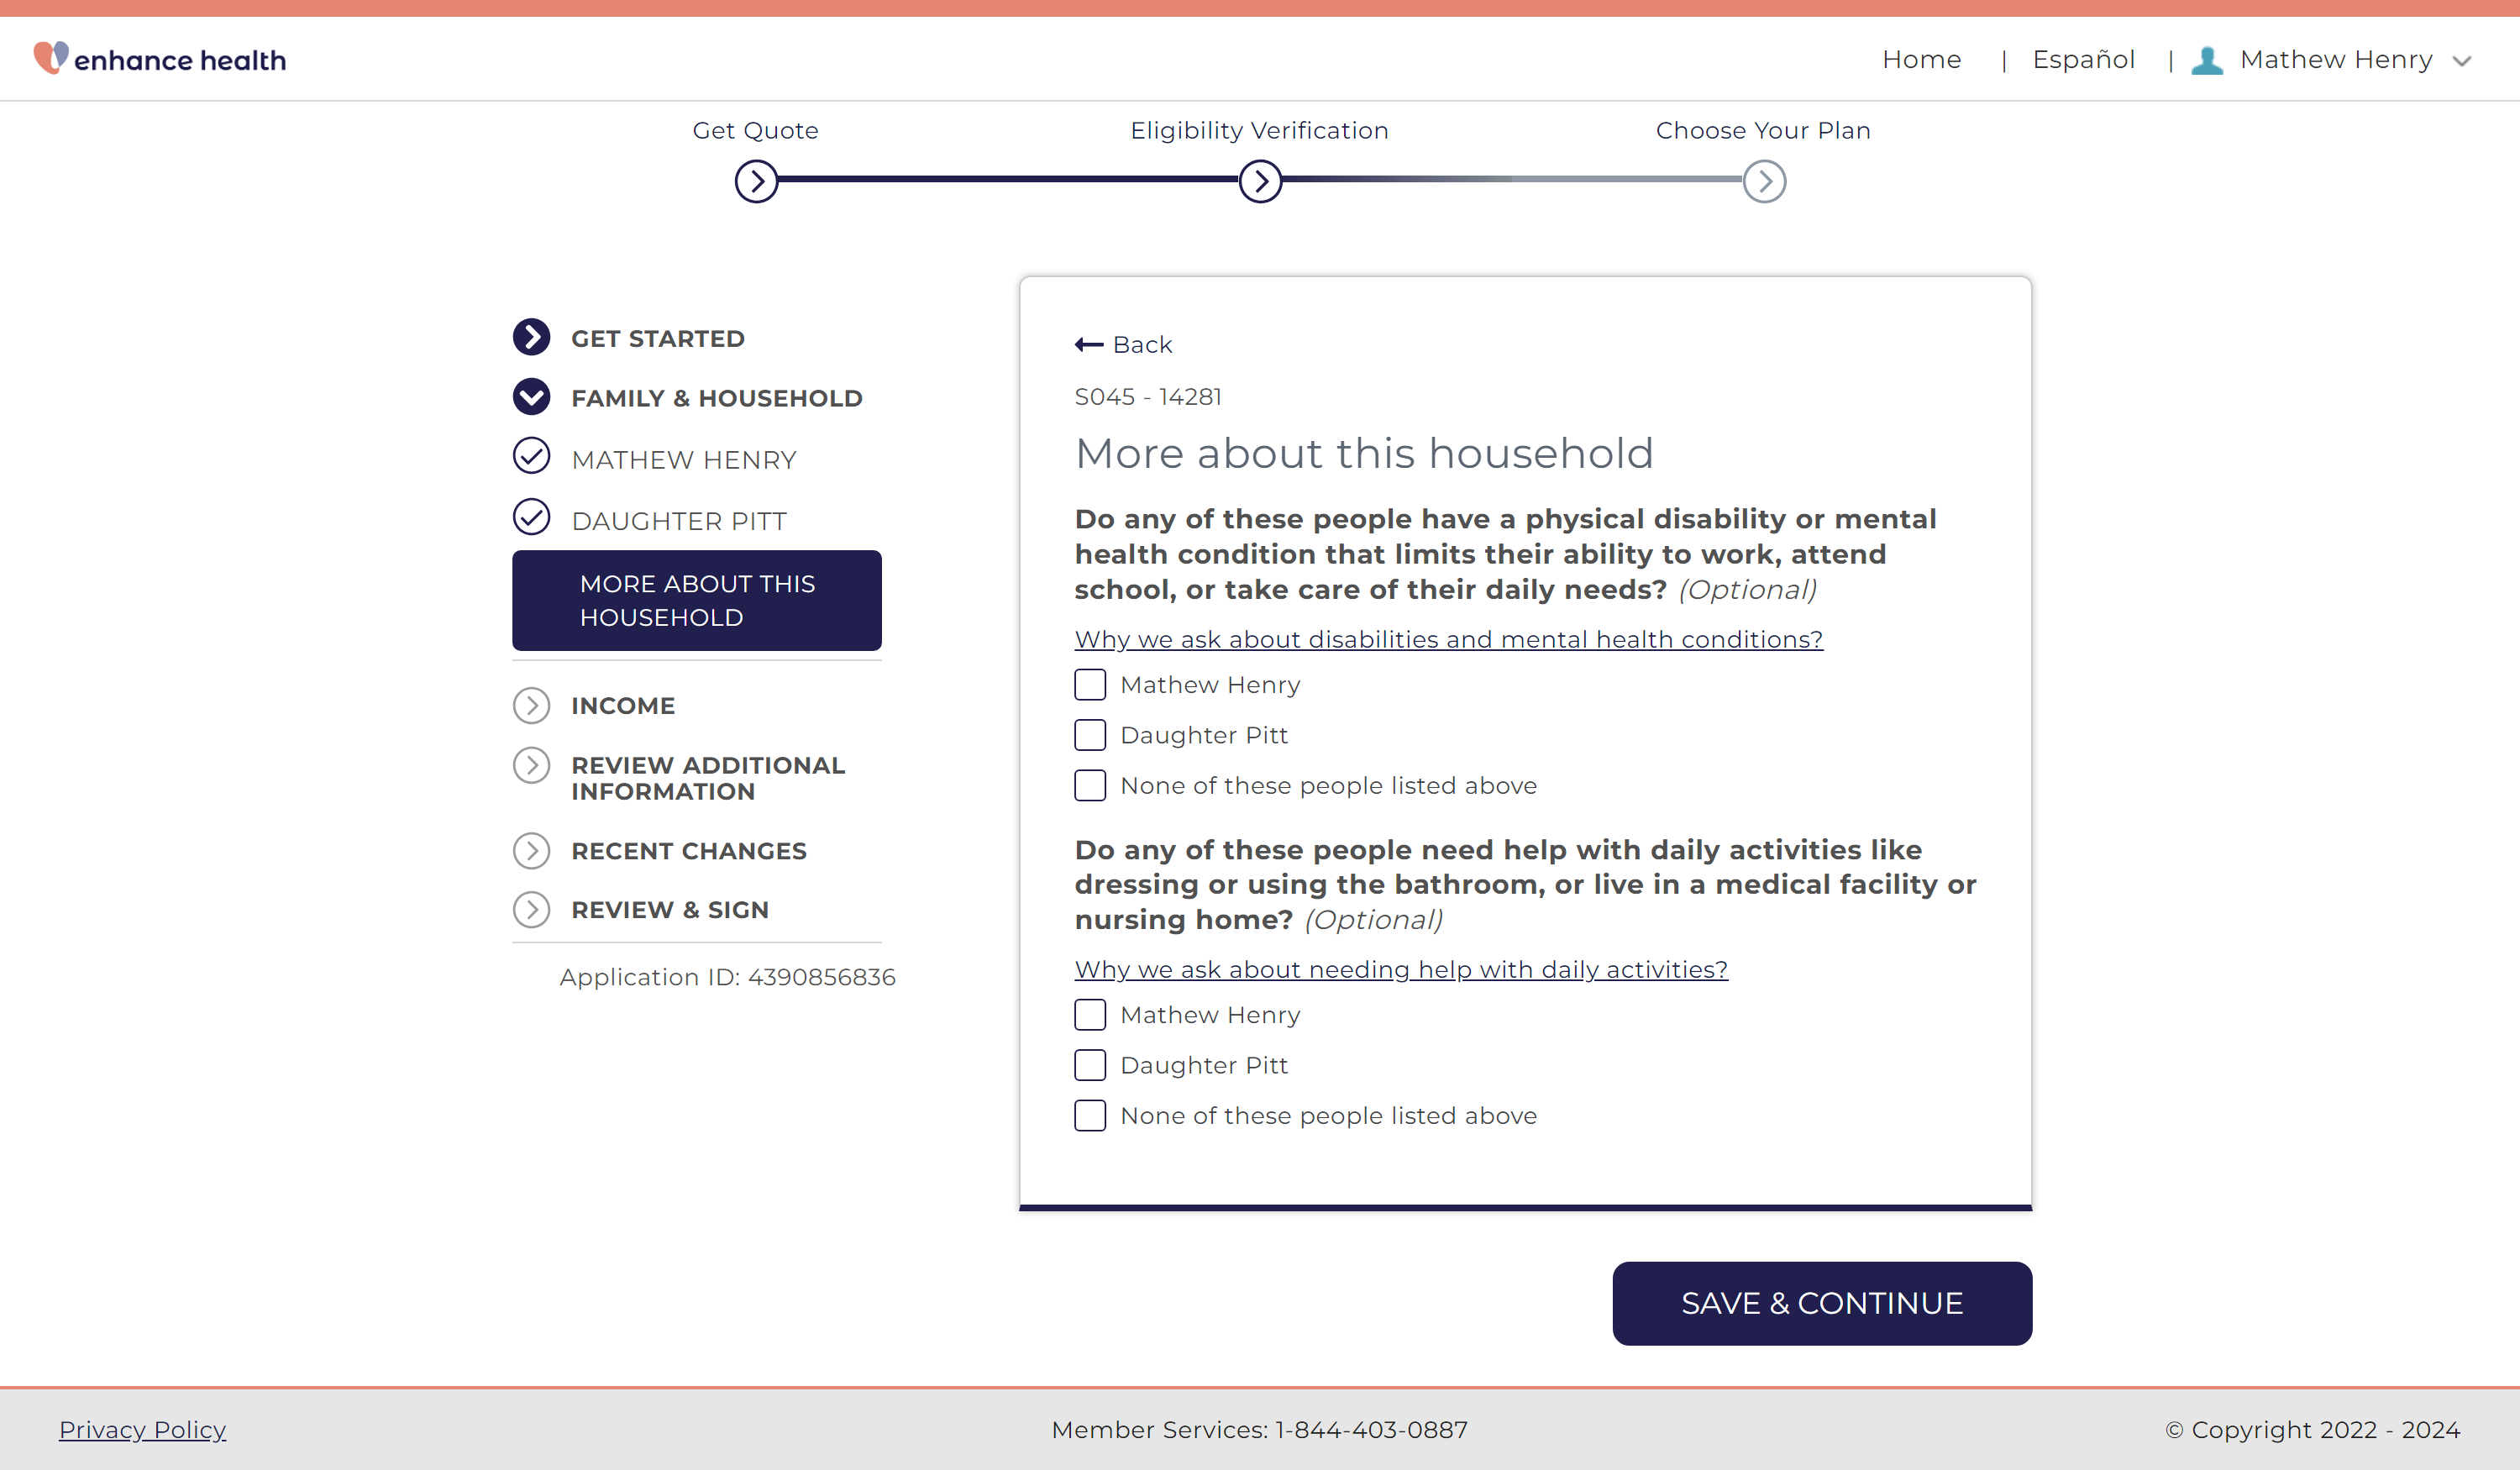 enhance health
Home | Español | Mathew Henry
Get Quote
Eligibility Verification
Choose Your Plan
GET STARTED
FAMILY & HOUSEHOLD
MATHEW HENRY
DAUGHTER PITT
MORE ABOUT THIS
HOUSEHOLD
INCOME
REVIEW ADDITIONAL
INFORMATION
RECENT CHANGES
REVIEW & SIGN
Application ID: 4390856836
Back
S045 - 14281
More about this household
Do any of these people have a physical disability or mental
health condition that limits their ability to work, attend
school, or take care of their daily needs? (Optional)
Why we ask about disabilities and mental health conditions?
Mathew Henry
Daughter Pitt
None of these people listed above
Do any of these people need help with daily activities like
dressing or using the bathroom, or live in a medical facility or
nursing home? (Optional)
Why we ask about needing help with daily activities?
Mathew Henry
Daughter Pitt
None of these people listed above
SAVE & CONTINUE
Privacy Policy
Member Services: 1-844-403-0887
© Copyright 2022 - 2024